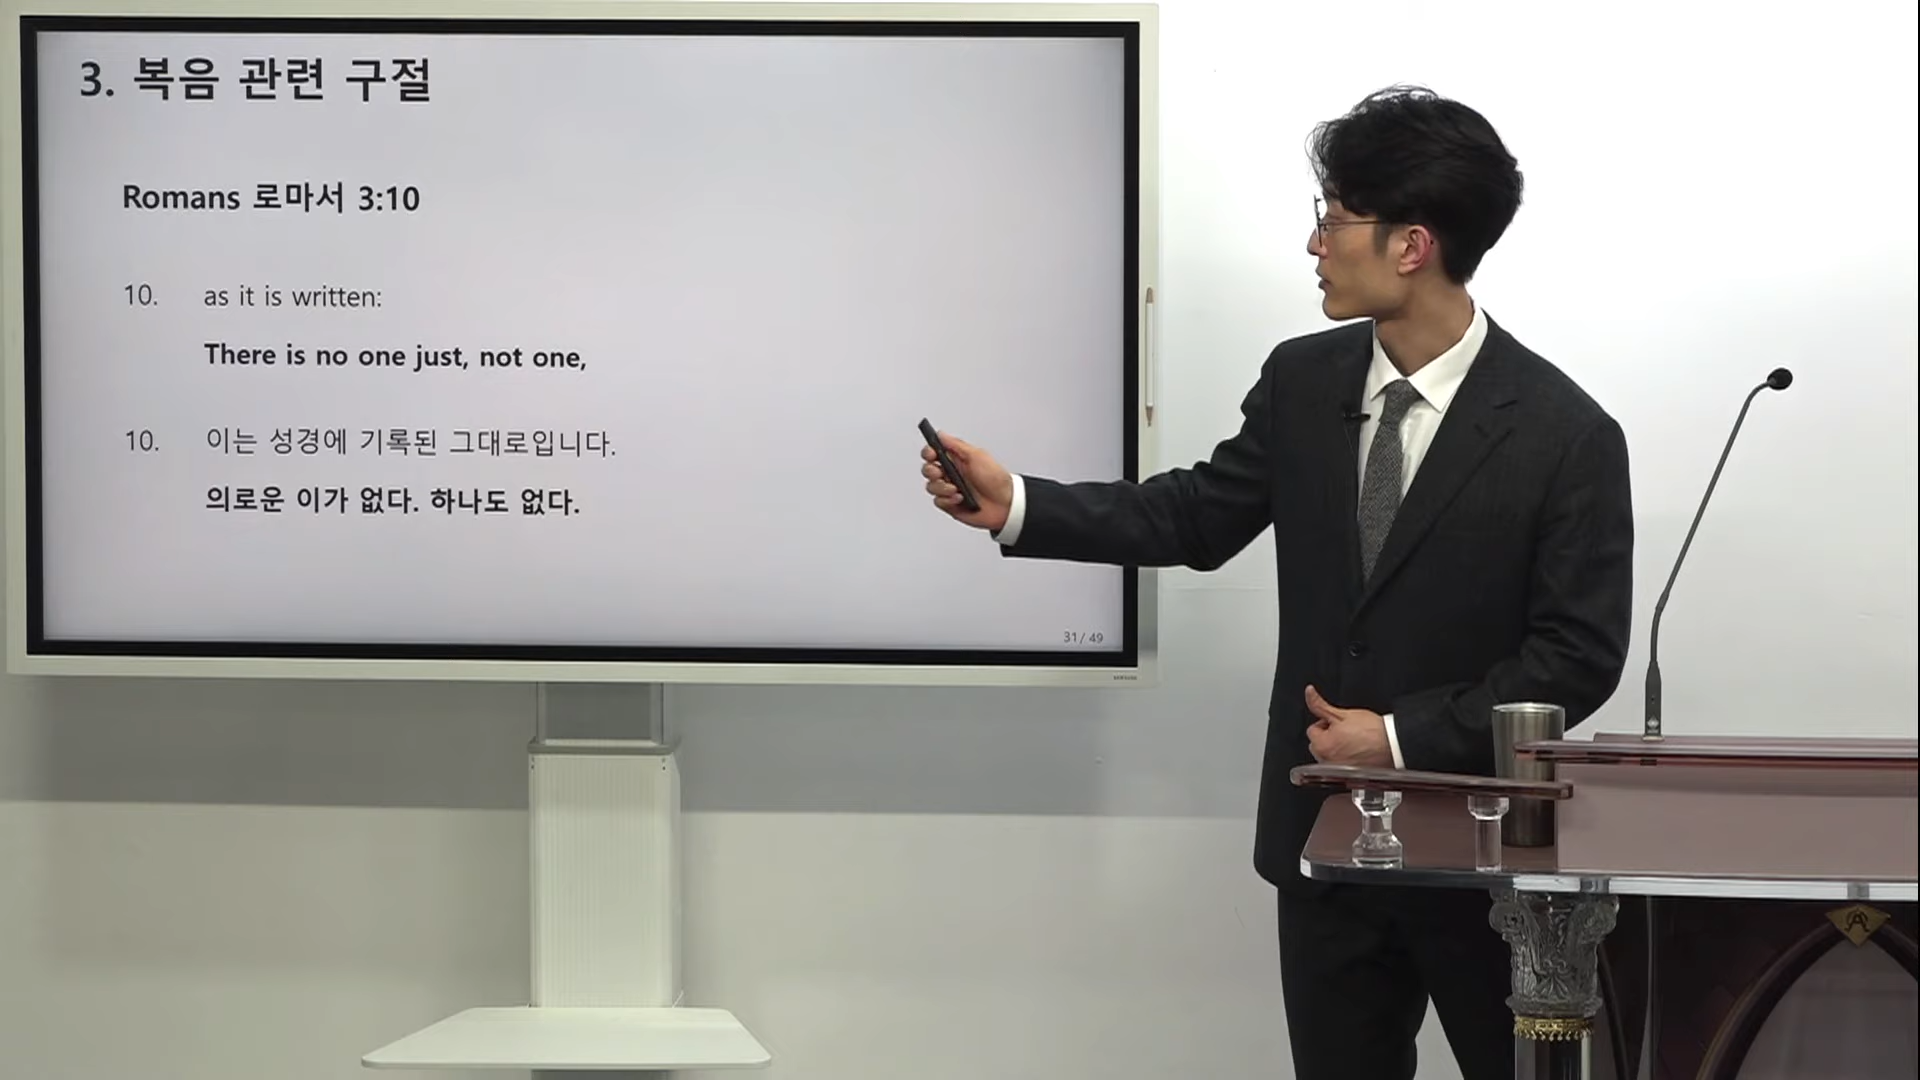 3. 복음 관련 구절
Romans 로마서 3:10
10. as it is written:
There is no one just, not one,
10. 이는 성경에 기록된 그대로입니다.
의로운 이가 없다. 하나도 없다.
31/ 49
SAMSUNG